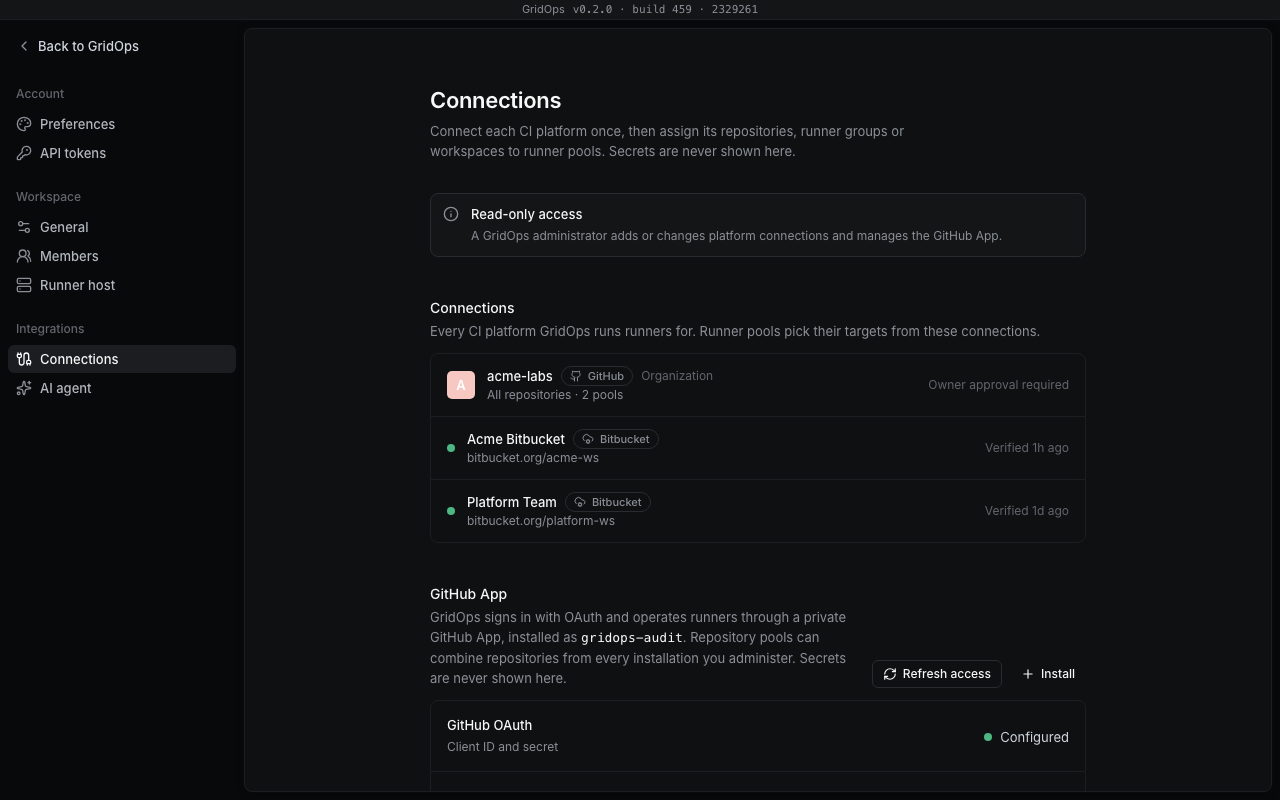 GridOps v0.2.0 · build 459 · 2329261
Back to GridOps
Account
Preferences
API tokens
Workspace
General
Members
Runner host
Integrations
Connections
AI agent
Connections
Connect each CI platform once, then assign its repositories, runner groups or
workspaces to runner pools. Secrets are never shown here.
Read-only access
A GridOps administrator adds or changes platform connections and manages the GitHub App.
Connections
Every CI platform GridOps runs runners for. Runner pools pick their targets from these connections.
A
acme-labs GitHub Organization
All repositories · 2 pools
Owner approval required
Acme Bitbucket Bitbucket
bitbucket.org/acme-ws
Verified 1h ago
Platform Team Bitbucket
bitbucket.org/platform-ws
Verified 1d ago
GitHub App
GridOps signs in with OAuth and operates runners through a private
GitHub App, installed as gridops-audit. Repository pools can
combine repositories from every installation you administer. Secrets
are never shown here.
Refresh access
Install
GitHub OAuth
Client ID and secret
Configured